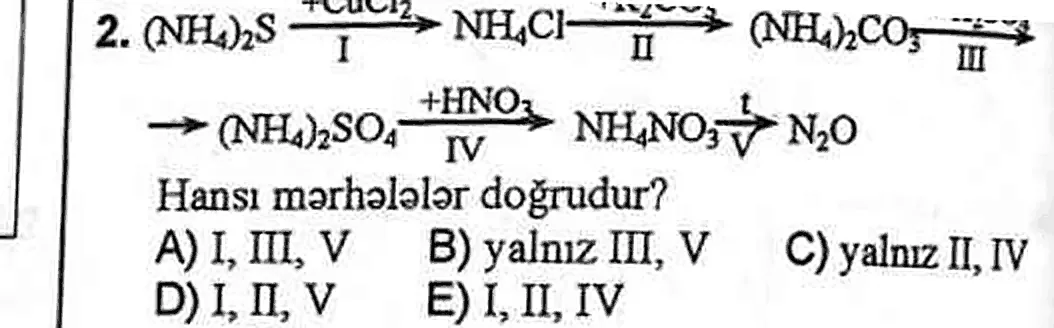 2. (NH₄)₂S +CuCl₂ I → NH₄Cl II → (NH₄)₂CO₃ III →
→ (NH₄)₂SO₄ +HNO₃ IV → NH₄NO₃ t V → N₂O
Hansı mərhələlər doğrudur?
A) I, III, V B) yalnız III, V C) yalnız II, IV
D) I, II, V E) I, II, IV